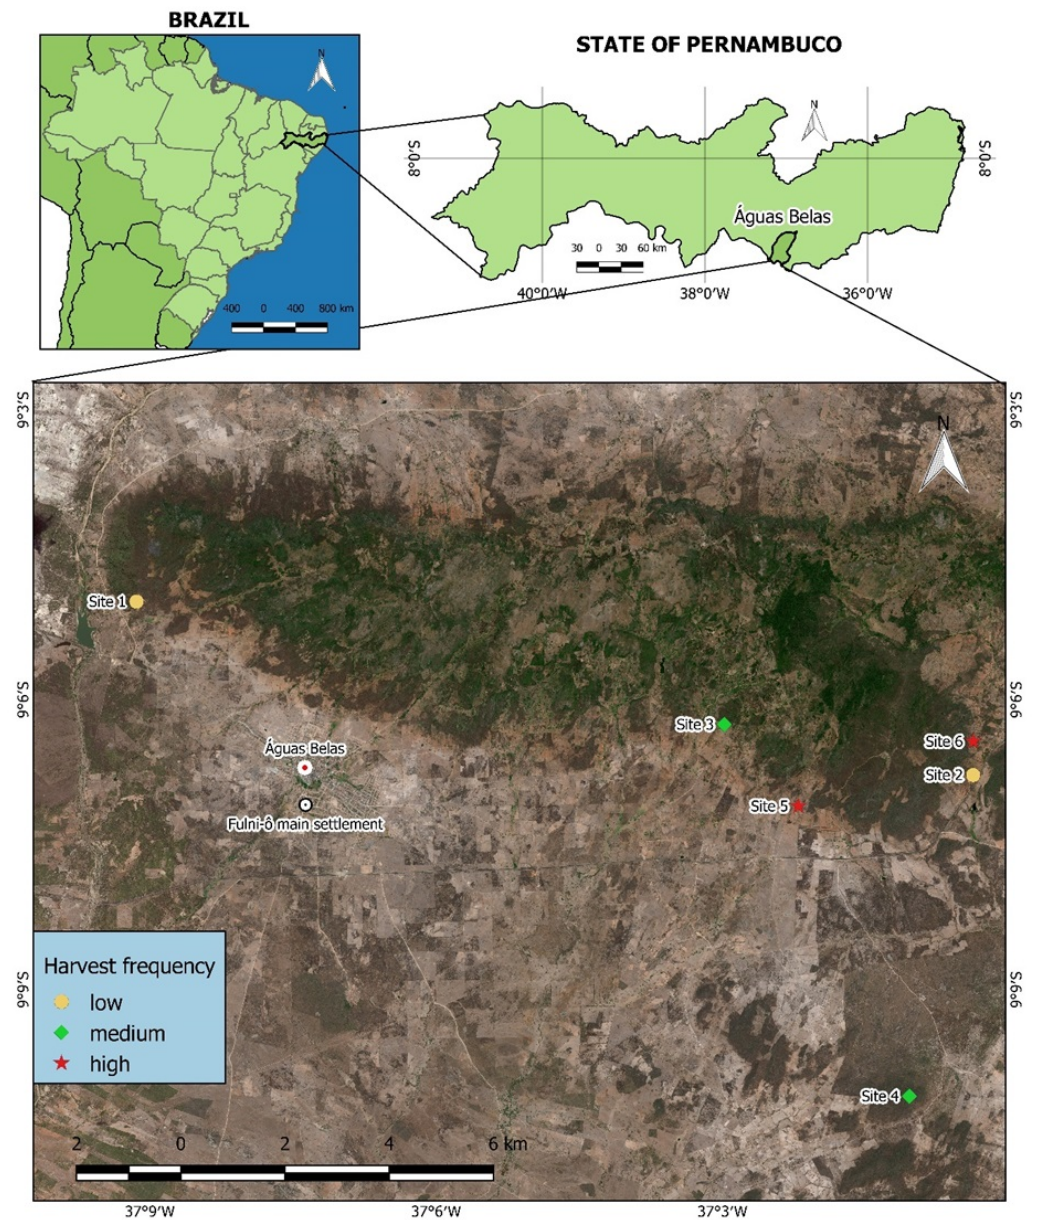 BRAZIL
N
400 0 400 800 km
STATE OF PERNAMBUCO
N
8°0'S
8°0'S
Águas Belas
30 0 30 60 km
40°0'W 38°0'W 36°0'W
9°3'S
9°3'S
N
Site 1
9°6'S
9°6'S
Site 3
Site 6
Águas Belas
Site 2
Site 5
Fulni-ô main settlement
9°9'S
9°9'S
Harvest frequency
low
medium
high
Site 4
2 0 2 4 6 km
37°9'W 37°6'W 37°3'W